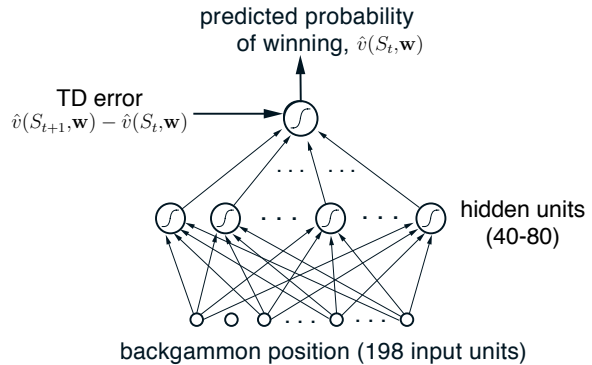 predicted probability
of winning, v̂(S_t,w)
TD error
v̂(S_{t+1},w) − v̂(S_t,w)
. . . . . .
. . . . . .
hidden units
(40-80)
. . . . . .
backgammon position (198 input units)